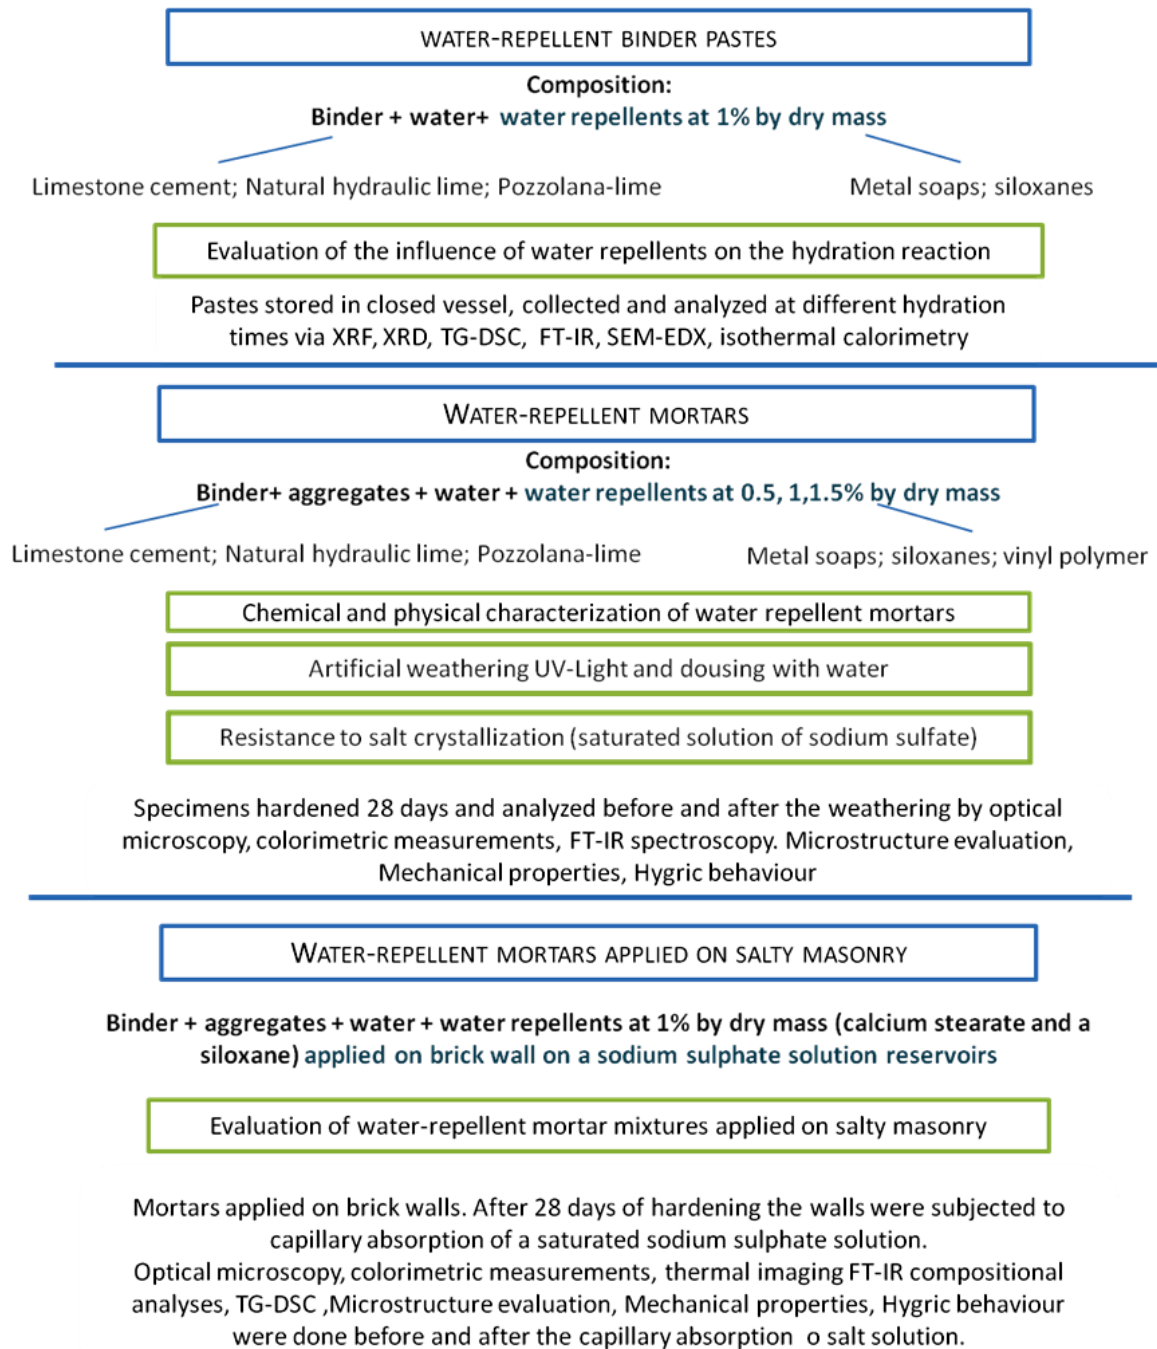 WATER-REPELLENT BINDER PASTES
Composition:
Binder + water+ water repellents at 1% by dry mass
Limestone cement; Natural hydraulic lime; Pozzolana-lime Metal soaps; siloxanes
Evaluation of the influence of water repellents on the hydration reaction
Pastes stored in closed vessel, collected and analyzed at different hydration
times via XRF, XRD, TG-DSC, FT-IR, SEM-EDX, isothermal calorimetry
WATER-REPELLENT MORTARS
Composition:
Binder+ aggregates + water + water repellents at 0.5, 1,1.5% by dry mass
Limestone cement; Natural hydraulic lime; Pozzolana-lime Metal soaps; siloxanes; vinyl polymer
Chemical and physical characterization of water repellent mortars
Artificial weathering UV-Light and dousing with water
Resistance to salt crystallization (saturated solution of sodium sulfate)
Specimens hardened 28 days and analyzed before and after the weathering by optical
microscopy, colorimetric measurements, FT-IR spectroscopy. Microstructure evaluation,
Mechanical properties, Hygric behaviour
WATER-REPELLENT MORTARS APPLIED ON SALTY MASONRY
Binder + aggregates + water + water repellents at 1% by dry mass (calcium stearate and a
siloxane) applied on brick wall on a sodium sulphate solution reservoirs
Evaluation of water-repellent mortar mixtures applied on salty masonry
Mortars applied on brick walls. After 28 days of hardening the walls were subjected to
capillary absorption of a saturated sodium sulphate solution.
Optical microscopy, colorimetric measurements, thermal imaging FT-IR compositional
analyses, TG-DSC ,Microstructure evaluation, Mechanical properties, Hygric behaviour
were done before and after the capillary absorption o salt solution.